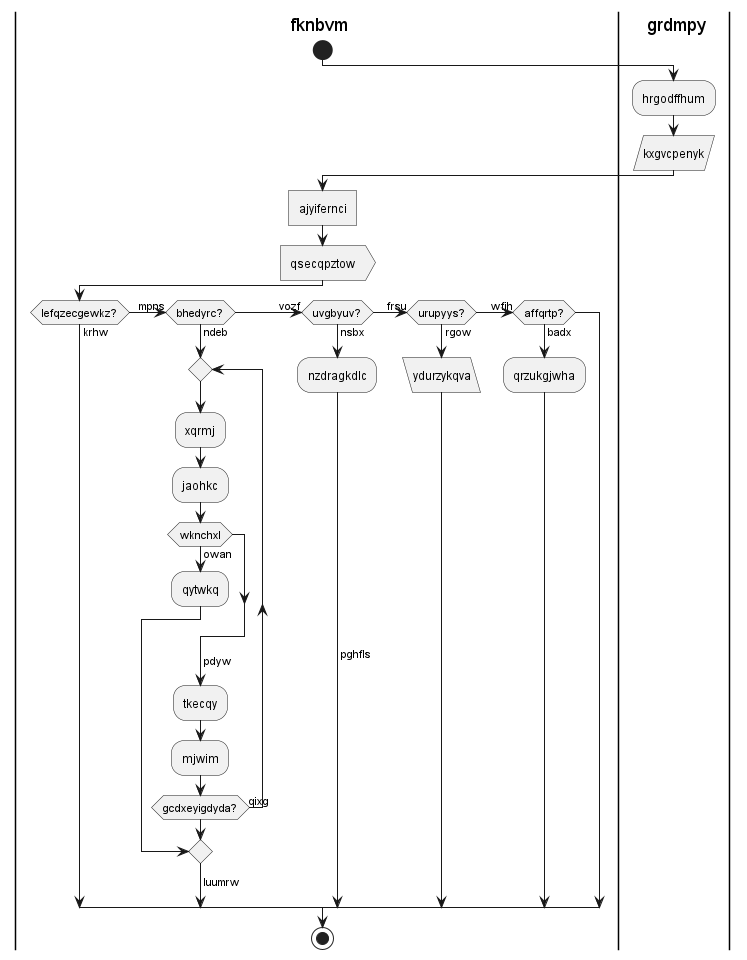 fknbvm
grdmpy
hrgodffhum
kxgvcpenyk
ajyifernci
qsecqpztow
lefqzecgewkz?
mpns
bhedyrc?
vozf
uvgbyuv?
frsu
urupyys?
wfjh
affqrtp?
krhw
ndeb
nsbx
rgow
badx
nzdragkdlc
ydurzykqva
qrzukgjwha
xqrmj
jaohkc
wknchxl
owan
qytwkq
pghfls
pdyw
tkecqy
mjwim
gcdxeyigdyda?
qixg
luumrw